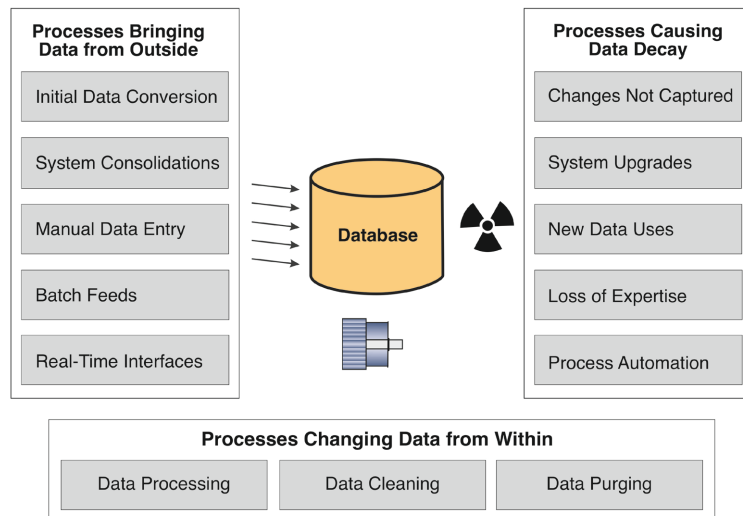 Processes Bringing
Data from Outside
Initial Data Conversion
System Consolidations
Manual Data Entry
Batch Feeds
Real-Time Interfaces
Database
Processes Causing
Data Decay
Changes Not Captured
System Upgrades
New Data Uses
Loss of Expertise
Process Automation
Processes Changing Data from Within
Data Processing
Data Cleaning
Data Purging